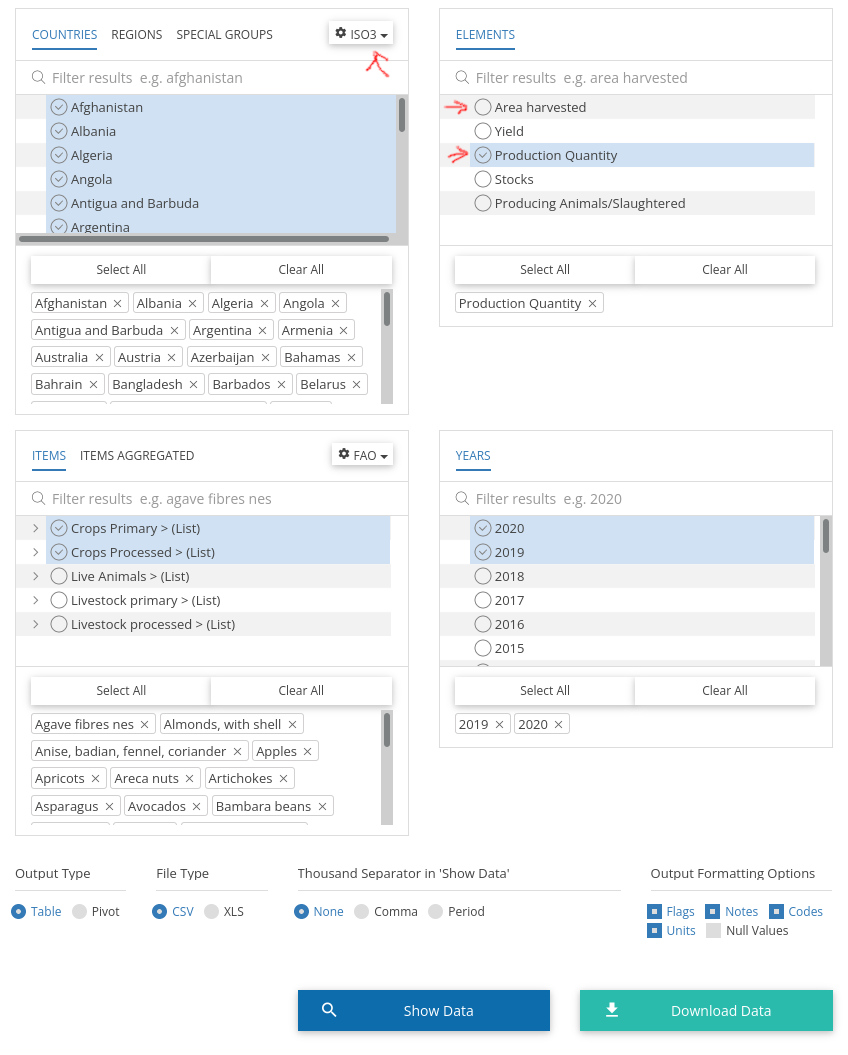 COUNTRIES REGIONS SPECIAL GROUPS ISO3
Filter results e.g. afghanistan
Afghanistan
Albania
Algeria
Angola
Antigua and Barbuda
Argentina
Select All Clear All
Afghanistan × Albania × Algeria × Angola ×
Antigua and Barbuda × Argentina × Armenia ×
Australia × Austria × Azerbaijan × Bahamas ×
Bahrain × Bangladesh × Barbados × Belarus ×
ELEMENTS
Filter results e.g. area harvested
Area harvested
Yield
Production Quantity
Stocks
Producing Animals/Slaughtered
Select All Clear All
Production Quantity ×
ITEMS ITEMS AGGREGATED FAO
Filter results e.g. agave fibres nes
Crops Primary > (List)
Crops Processed > (List)
Live Animals > (List)
Livestock primary > (List)
Livestock processed > (List)
Select All Clear All
Agave fibres nes × Almonds, with shell ×
Anise, badian, fennel, coriander × Apples ×
Apricots × Areca nuts × Artichokes ×
Asparagus × Avocados × Bambara beans ×
YEARS
Filter results e.g. 2020
2020
2019
2018
2017
2016
2015
Select All Clear All
2019 × 2020 ×
Output Type File Type Thousand Separator in 'Show Data' Output Formatting Options
Table Pivot CSV XLS None Comma Period Flags Notes Codes
Units Null Values
Show Data Download Data